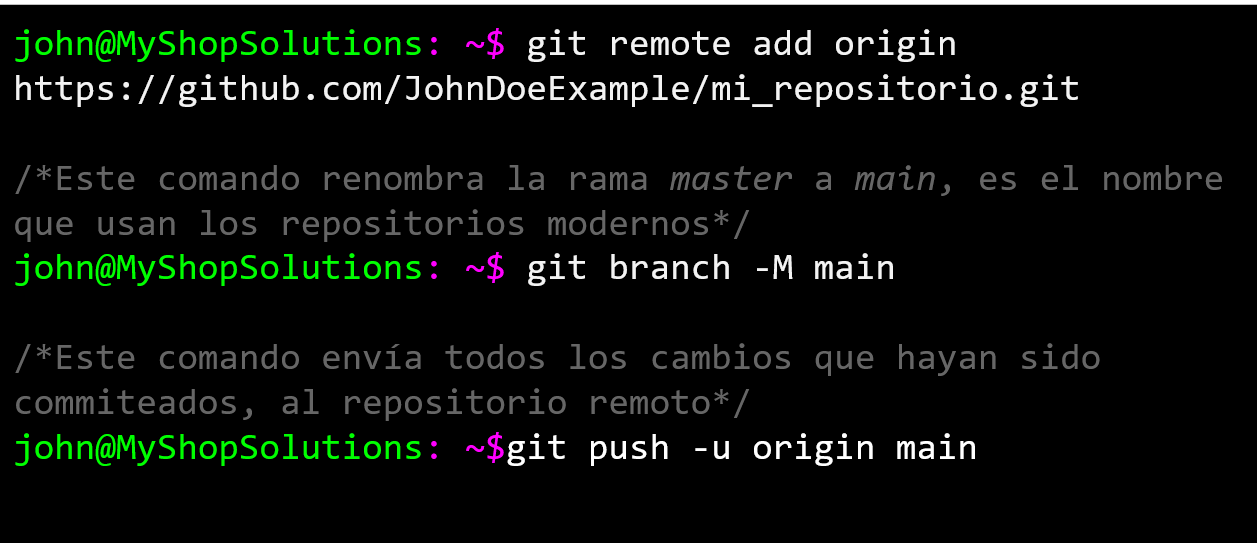 john@MyShopSolutions: ~$ git remote add origin
https://github.com/JohnDoeExample/mi_repositorio.git
/*Este comando renombra la rama master a main, es el nombre
que usan los repositorios modernos*/
john@MyShopSolutions: ~$ git branch -M main
/*Este comando envía todos los cambios que hayan sido
commiteados, al repositorio remoto*/
john@MyShopSolutions: ~$git push -u origin main